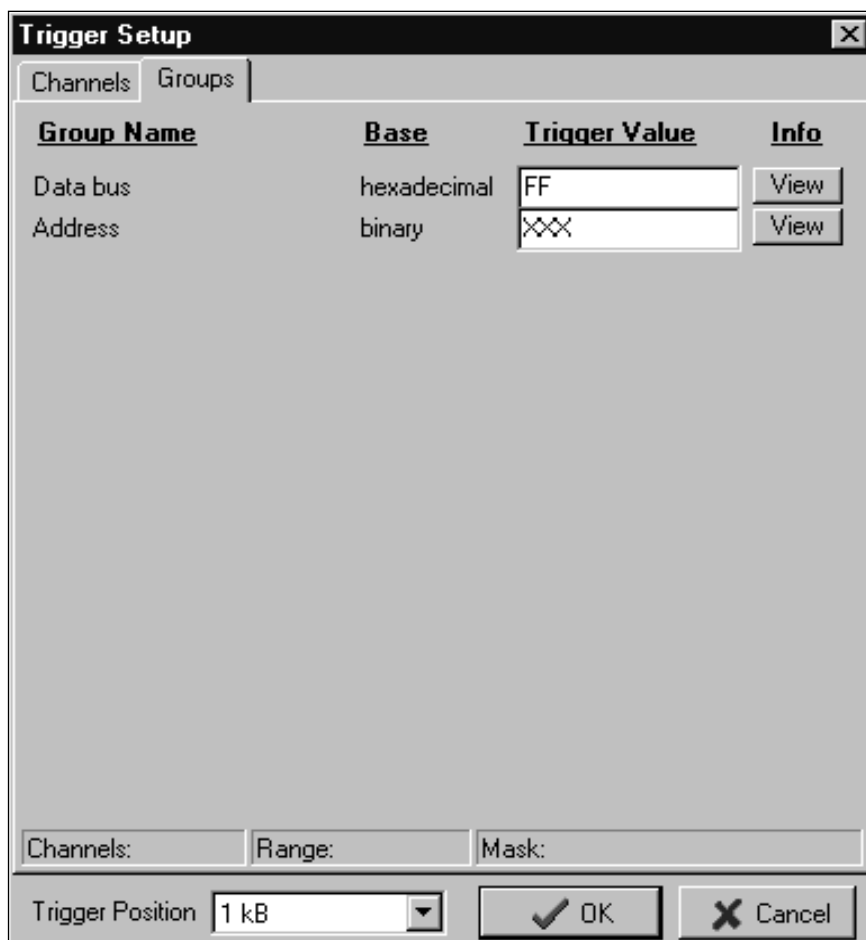 Trigger Setup
Channels Groups
Group Name Base Trigger Value Info
Data bus hexadecimal FF View
Address binary XXX View
Channels: Range: Mask:
Trigger Position 1 kB OK Cancel